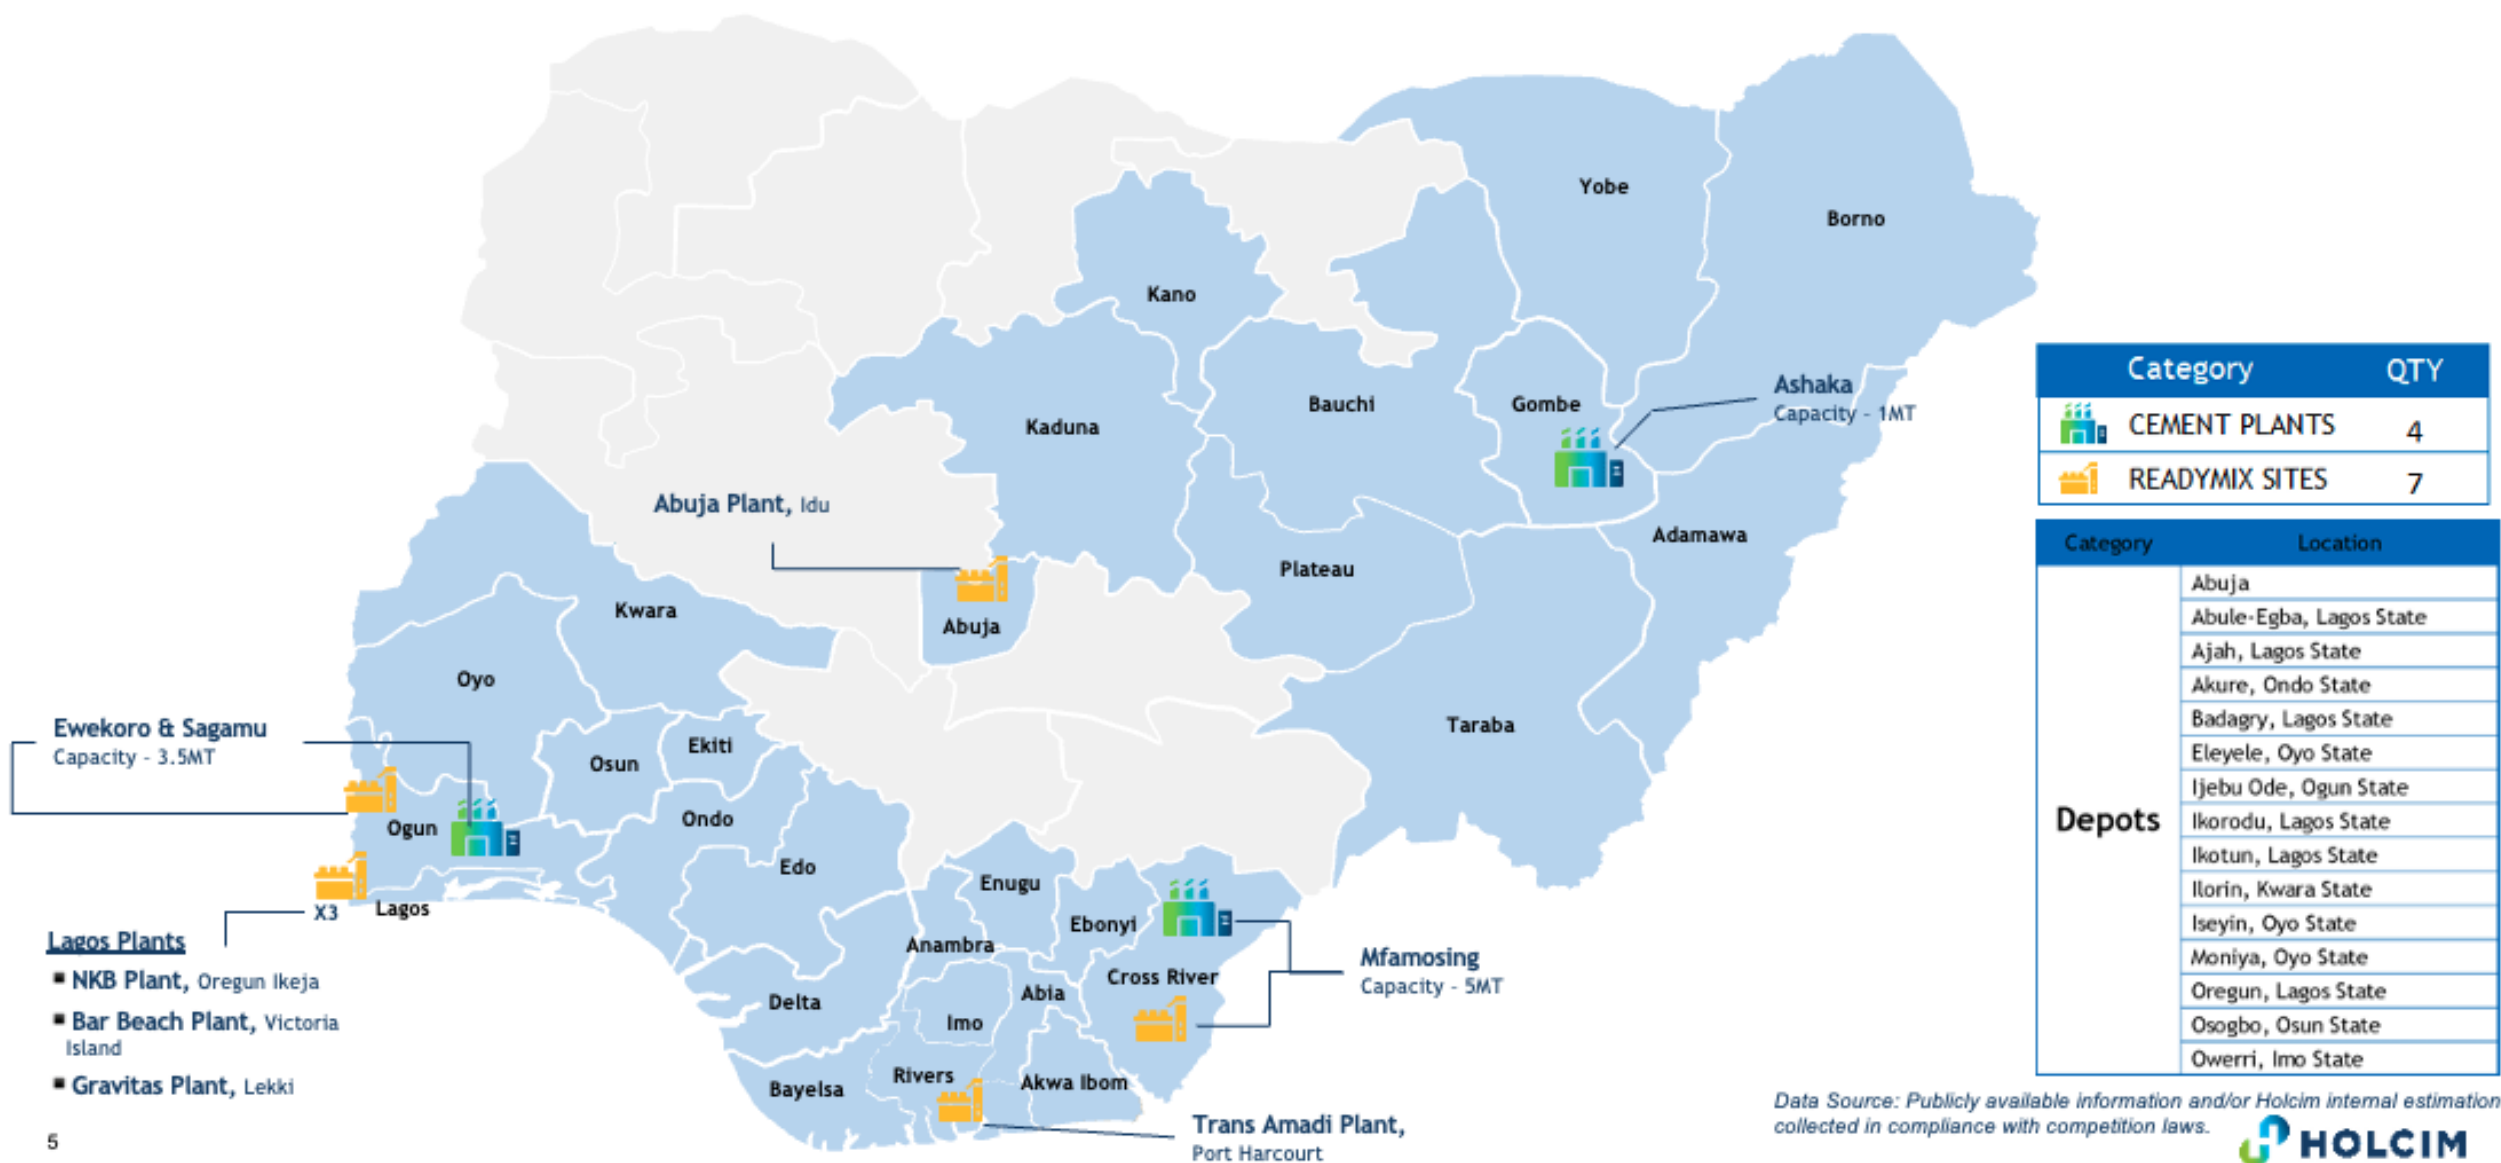 Yobe
Borno
Kano
Ashaka
Capacity - 1MT
Bauchi
Gombe
Kaduna
Abuja Plant, Idu
Adamawa
Plateau
Kwara
Abuja
Oyo
Taraba
Ewekoro & Sagamu
Capacity - 3.5MT
Ekiti
Osun
Ondo
Ogun
Edo
Enugu
X3
Lagos
Ebonyi
Anambra
Lagos Plants
▪ NKB Plant, Oregun Ikeja
▪ Bar Beach Plant, Victoria
Island
▪ Gravitas Plant, Lekki
Mfamosing
Capacity - 5MT
Cross River
Abia
Delta
Imo
Rivers
Akwa Ibom
Bayelsa
Trans Amadi Plant,
Port Harcourt
Category QTY
CEMENT PLANTS 4
READYMIX SITES 7
Category Location
Depots
Abuja
Abule-Egba, Lagos State
Ajah, Lagos State
Akure, Ondo State
Badagry, Lagos State
Eleyele, Oyo State
Ijebu Ode, Ogun State
Ikorodu, Lagos State
Ikotun, Lagos State
Ilorin, Kwara State
Iseyin, Oyo State
Moniya, Oyo State
Oregun, Lagos State
Osogbo, Osun State
Owerri, Imo State
Data Source: Publicly available information and/or Holcim internal estimation
collected in compliance with competition laws.
HOLCIM
5